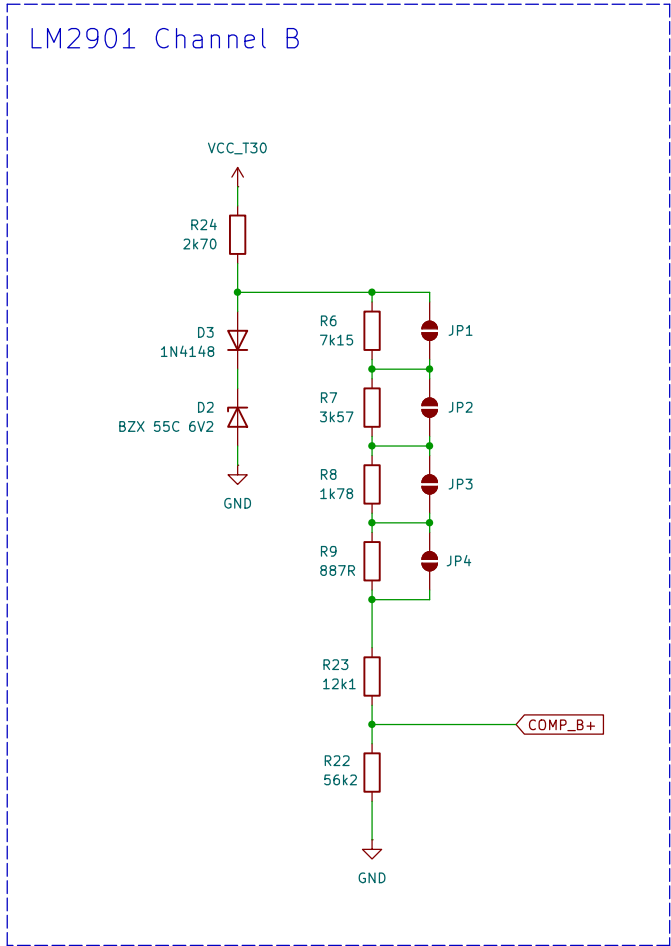 LM2901 Channel B
VCC_T30
R24
2k70
D3
1N4148
D2
BZX 55C 6V2
GND
R6
7k15
JP1
R7
3k57
JP2
R8
1k78
JP3
R9
887R
JP4
R23
12k1
COMP_B+
R22
56k2
GND